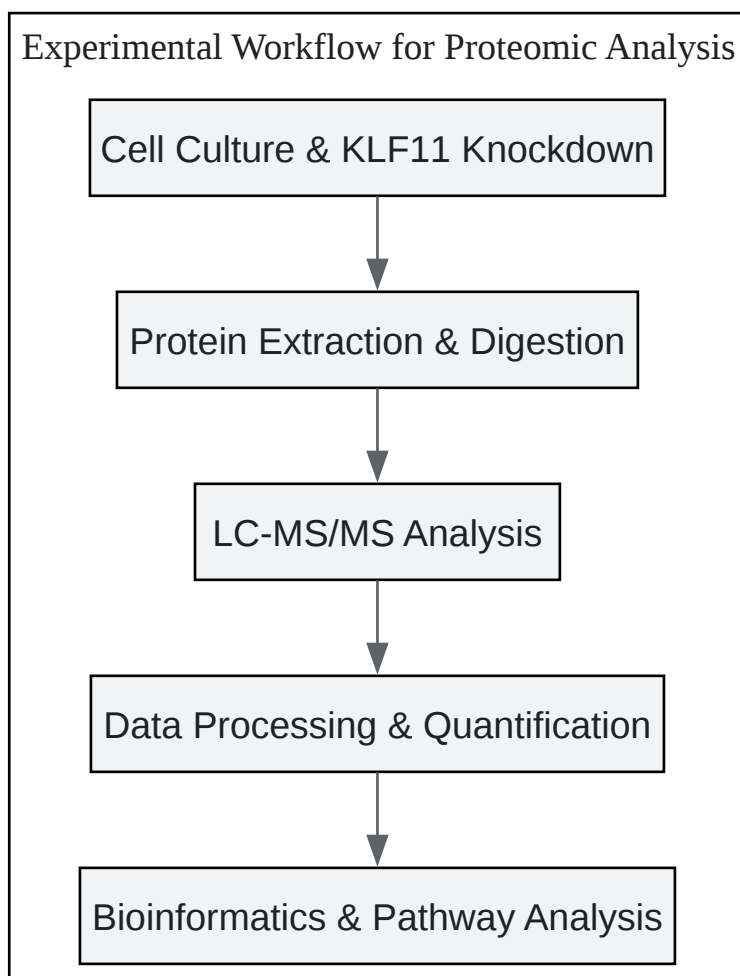 Experimental Workflow for Proteomic Analysis
Cell Culture & KLF11 Knockdown
Protein Extraction & Digestion
LC-MS/MS Analysis
Data Processing & Quantification
Bioinformatics & Pathway Analysis